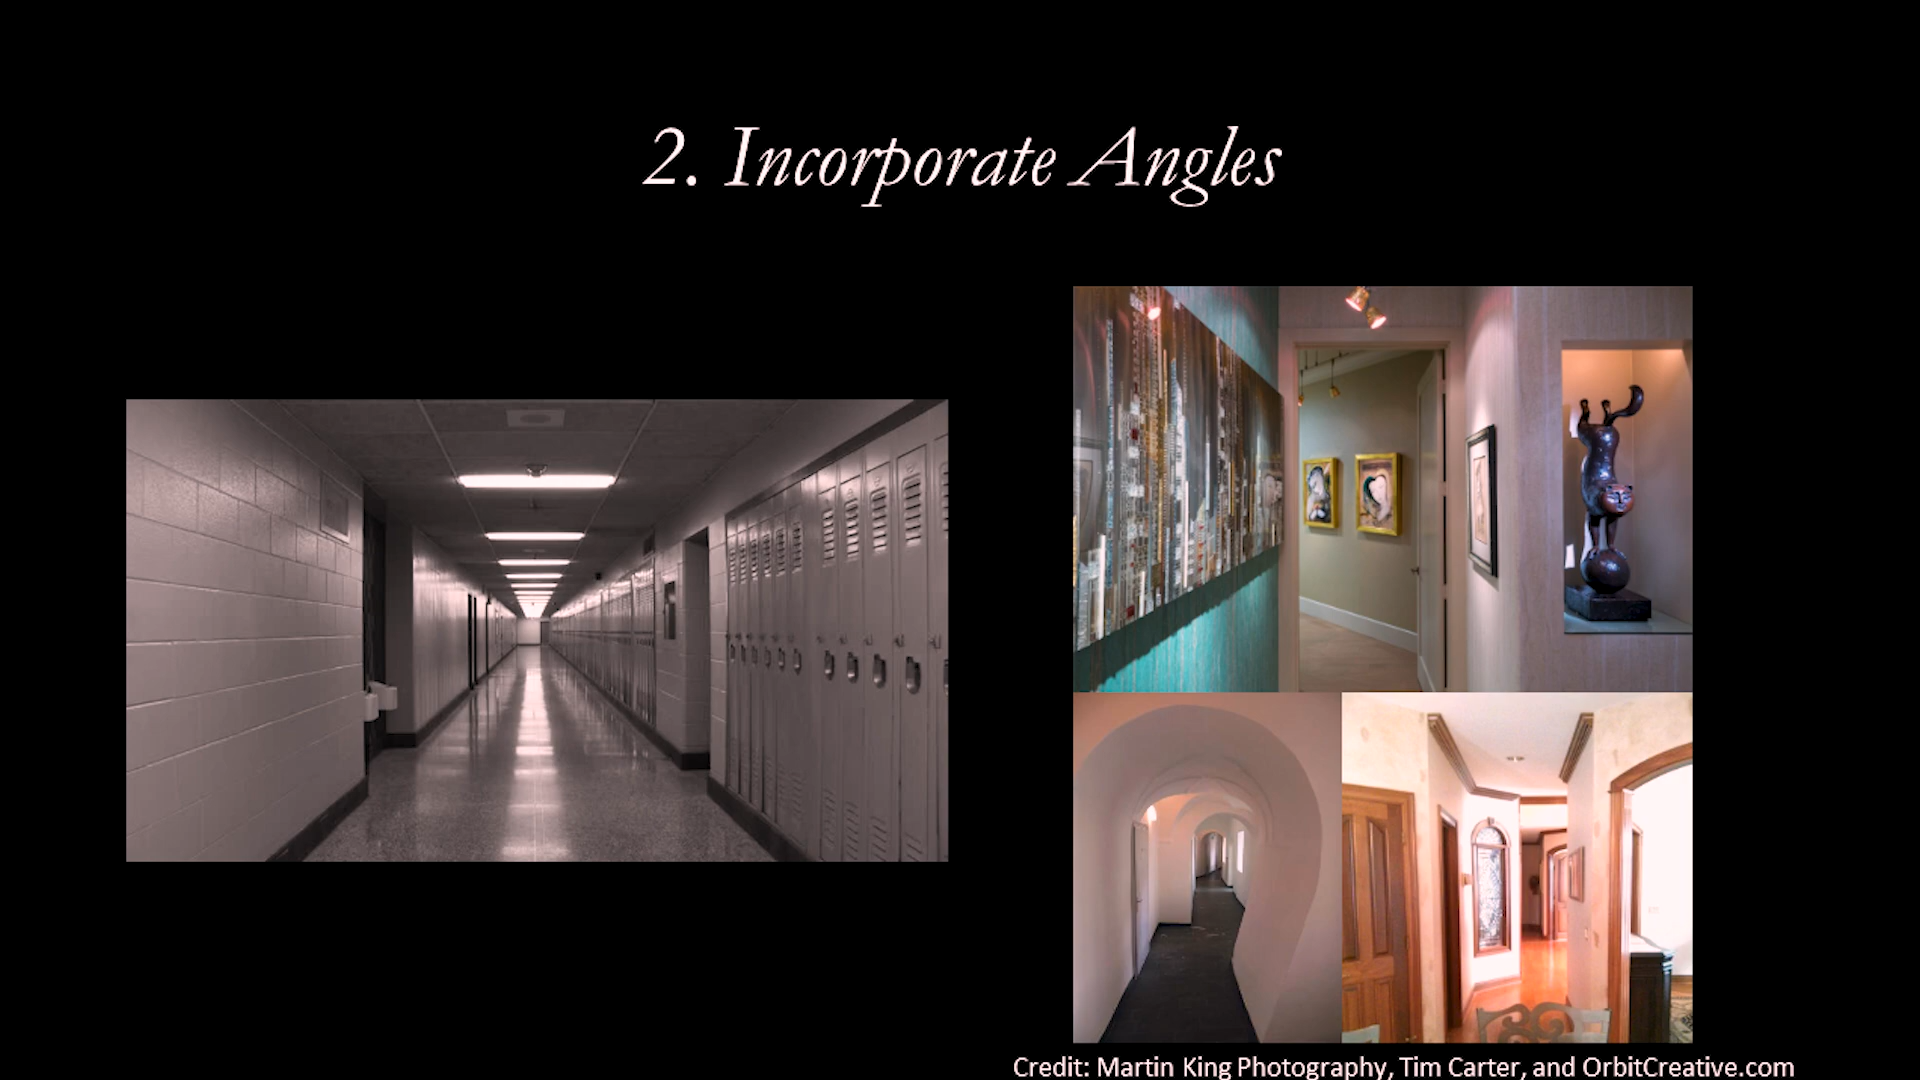 2. Incorporate Angles
Credit: Martin King Photography, Tim Carter, and OrbitCreative.com